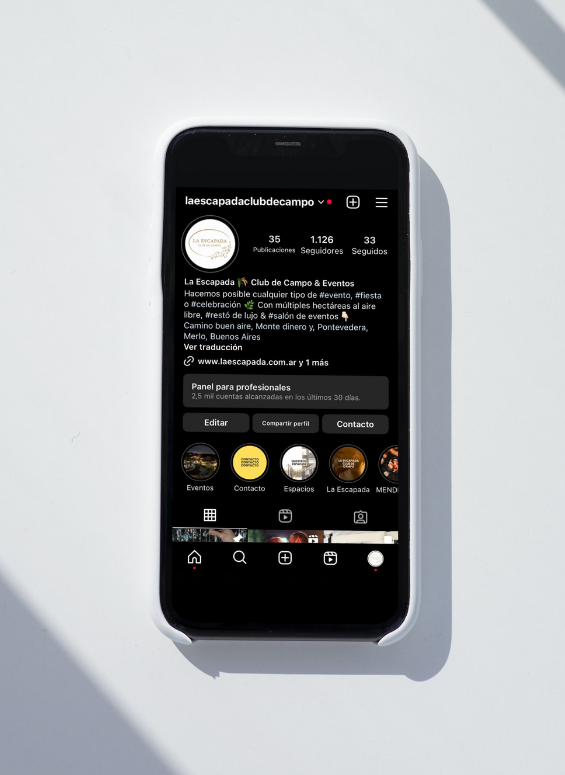 laescapadaclubdecampo
LA ESCAPADA
35
1.126
33
Publicaciones
Seguidores
Seguidos
La Escapada 🌾 Club de Campo & Eventos
Hacemos posible cualquier tipo de #evento, #fiesta
o #celebración 🌿 Con múltiples hectáreas al aire
libre, #restó de lujo & #salón de eventos 👇🏻
Camino buen aire, Monte dinero y, Pontevedera,
Merlo, Buenos Aires
Ver traducción
www.laescapada.com.ar y 1 más
Panel para profesionales
2,5 mil cuentas alcanzadas en los últimos 30 días.
Editar
Compartir perfil
Contacto
CONTACTO
CONTACTO
CONTACTO
Eventos
Contacto
Espacios
La Escapada
MEND